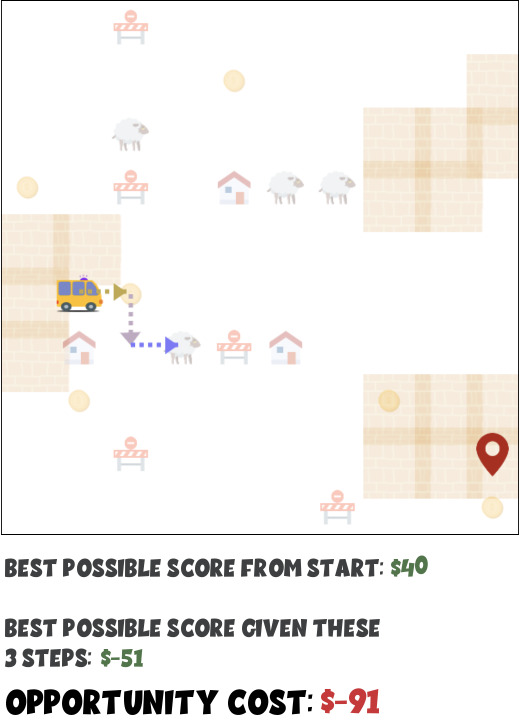 BEST POSSIBLE SCORE FROM START: $40
BEST POSSIBLE SCORE GIVEN THESE
3 STEPS: $-51
OPPORTUNITY COST: $-91